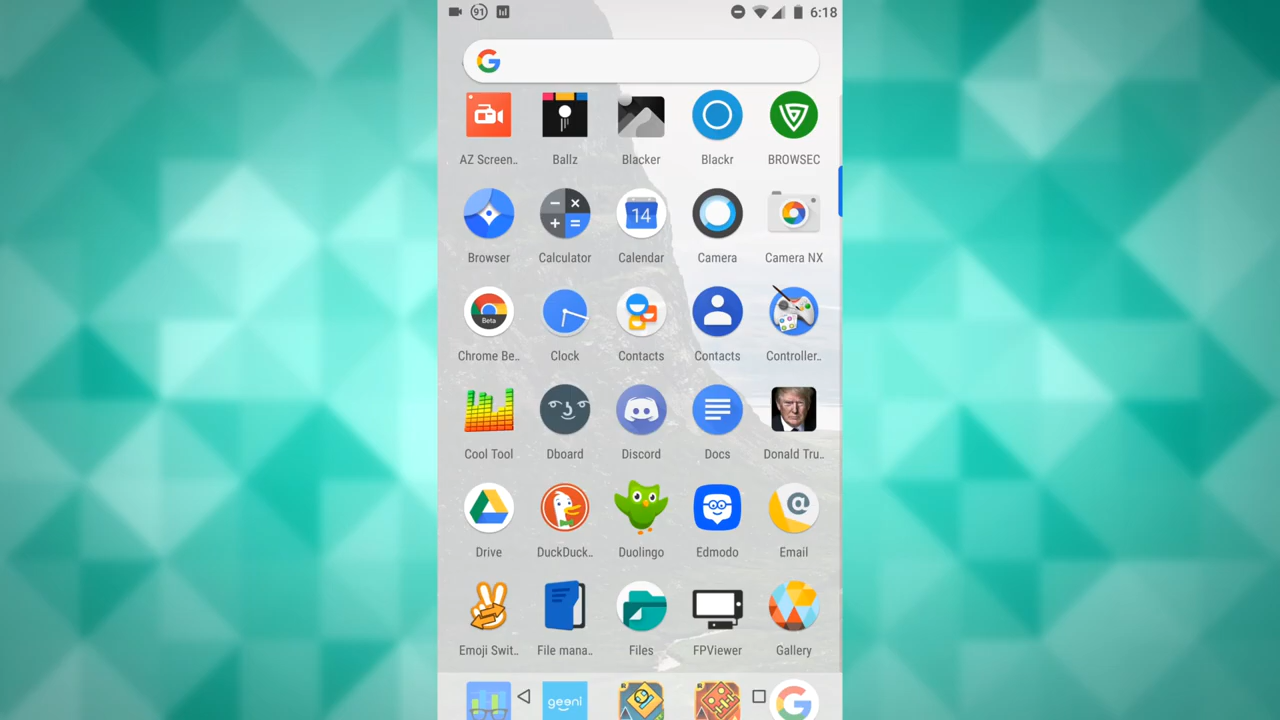 91 6:18
AZ Screen.. Ballz Blacker Blackr BROWSEC
14
Browser Calculator Calendar Camera Camera NX
Beta
Chrome Be.. Clock Contacts Contacts Controller..
Cool Tool Dboard Discord Docs Donald Tru..
Drive DuckDuck.. Duolingo Edmodo Email
Emoji Swit.. File mana.. Files FPViewer Gallery
geeni